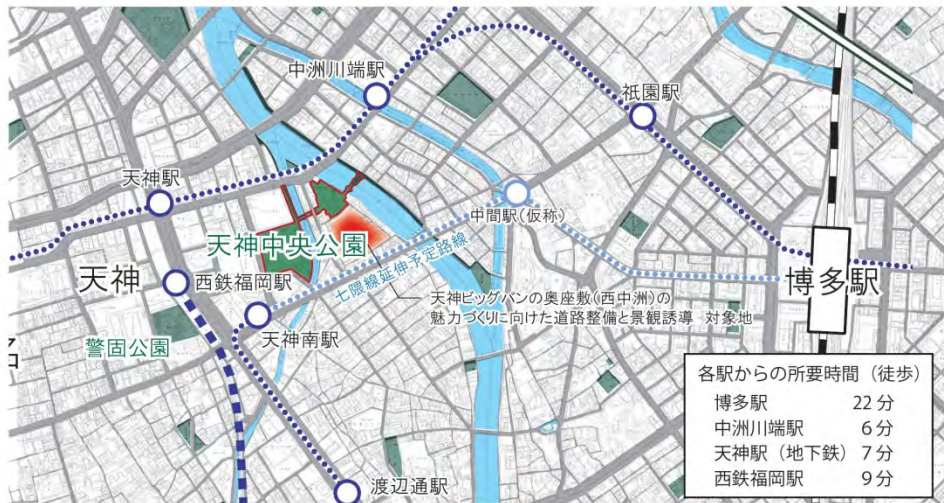 中洲川端駅
祇園駅
天神駅
中間駅(仮称)
天神中央公園
七隈線延伸予定路線
天神
西鉄福岡駅
博多駅
天神ビッグバンの奥座敷(西中洲)の
魅力づくりに向けた道路整備と景観誘導 対象地
天神南駅
警固公園
渡辺通駅
各駅からの所要時間(徒歩)
博多駅 22分
中洲川端駅 6分
天神駅(地下鉄) 7分
西鉄福岡駅 9分